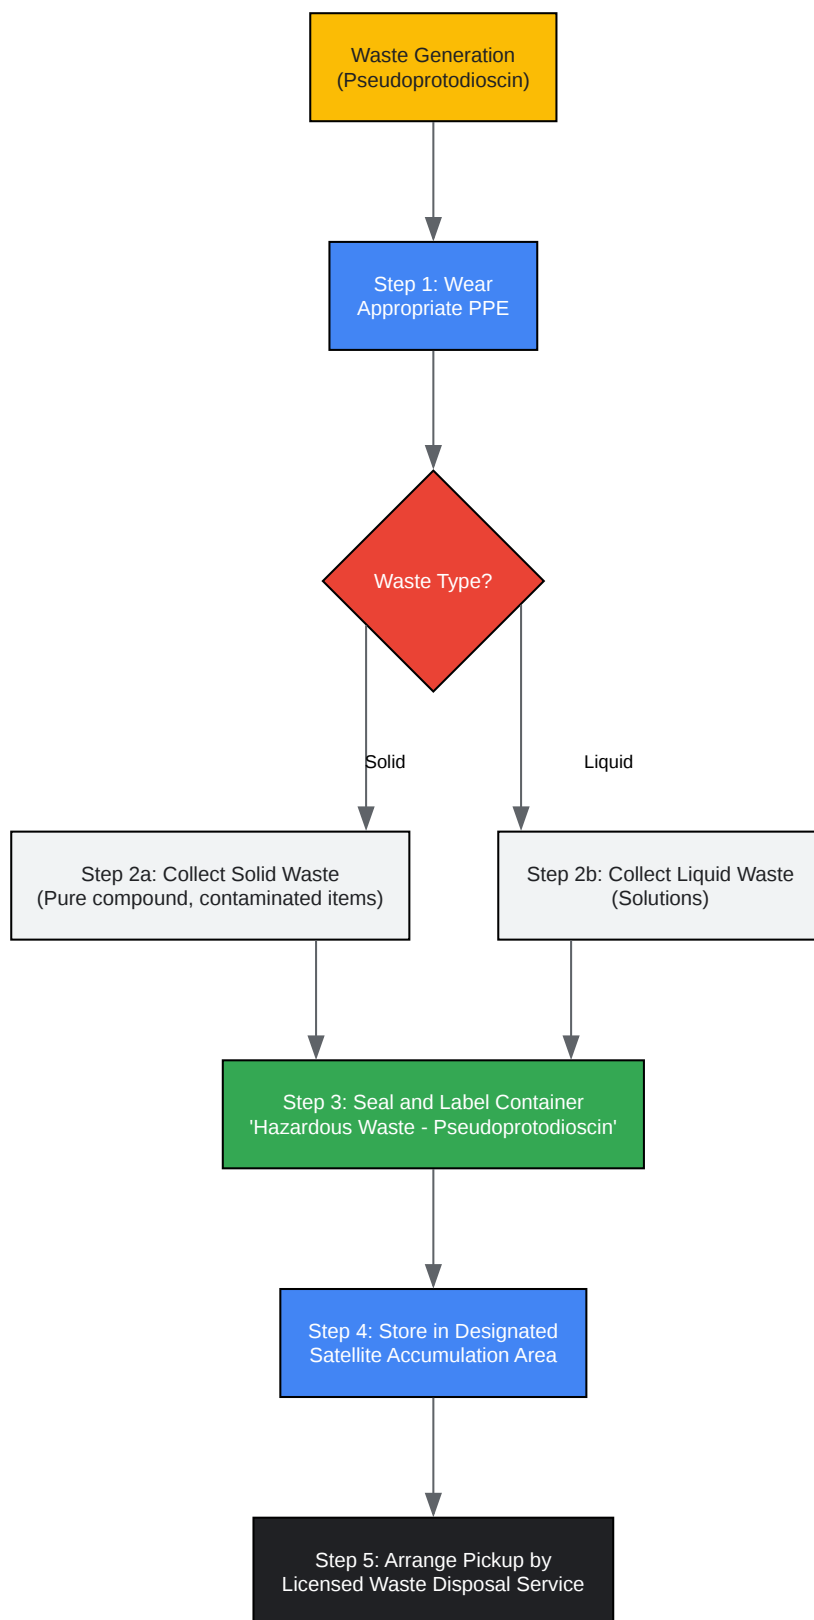 Waste Generation
(Pseudoprotodioscin)
Step 1: Wear
Appropriate PPE
Waste Type?
Solid
Liquid
Step 2a: Collect Solid Waste
(Pure compound, contaminated items)
Step 2b: Collect Liquid Waste
(Solutions)
Step 3: Seal and Label Container
'Hazardous Waste - Pseudoprotodioscin'
Step 4: Store in Designated
Satellite Accumulation Area
Step 5: Arrange Pickup by
Licensed Waste Disposal Service